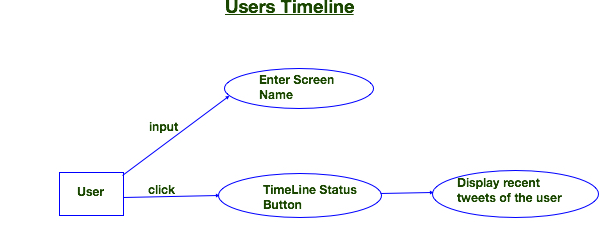 Users Timeline
Enter Screen
Name
input
User
click
TimeLine Status
Button
Display recent
tweets of the user